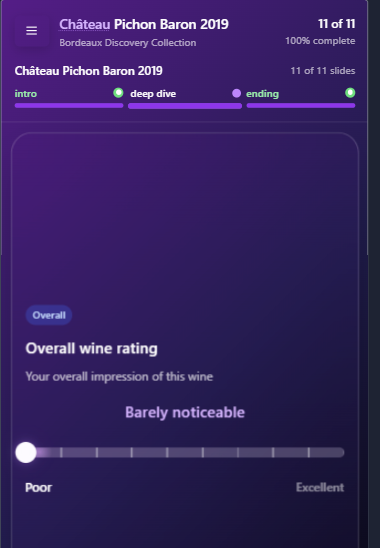 Château Pichon Baron 2019
11 of 11
Bordeaux Discovery Collection
100% complete
Château Pichon Baron 2019
11 of 11 slides
intro
deep dive
ending
Overall
Overall wine rating
Your overall impression of this wine
Barely noticeable
Poor
Excellent